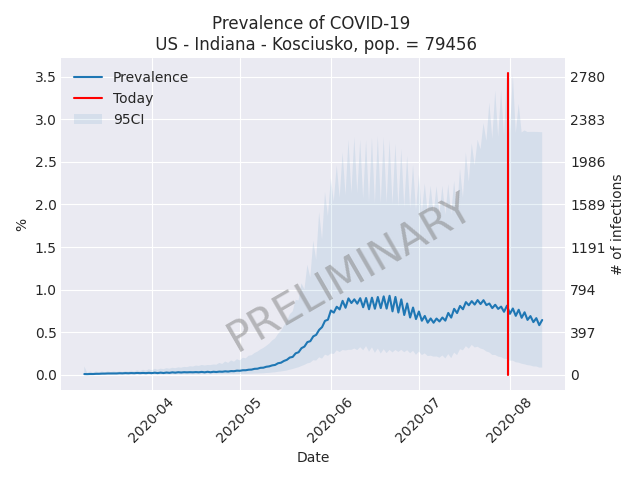 Prevalence of COVID-19
US - Indiana - Kosciusko, pop. = 79456
Prevalence
Today
95CI
3.5
3.0
2.5
2.0
1.5
1.0
0.5
0.0
%
2780
2383
1986
1589
1191
794
397
0
# of infections
PRELIMINARY
2020-04
2020-05
2020-06
2020-07
2020-08
Date